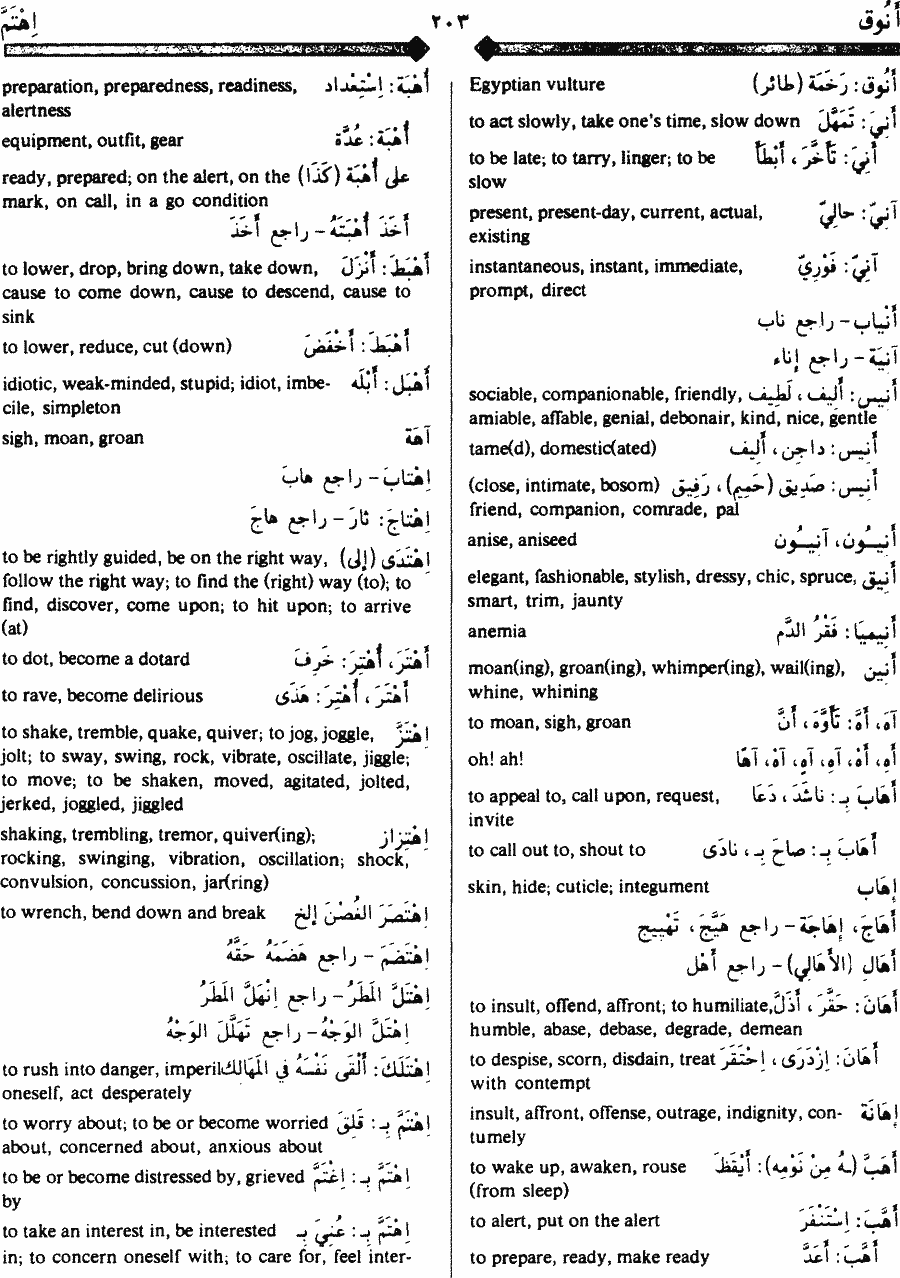 أَنُوق ٢٠٣ اِهْتَمَّ
أَنُوق: رَخَمَة (طائر) Egyptian vulture
أَنِيَ: تَمَهَّلَ to act slowly, take one's time, slow down
أَنِيَ: تَأَخَّرَ، أَبْطَأَ to be late; to tarry, linger; to be
slow
آنِيّ: حالِيّ present, present-day, current, actual,
existing
آنِيّ: فَوْرِيّ instantaneous, instant, immediate,
prompt, direct
أَنْياب - راجع ناب
آنِيَة - راجع إناء
أَنِيس: أَلِيف، لَطِيف sociable, companionable, friendly,
amiable, affable, genial, debonair, kind, nice, gentle
أَنِيس: داجِن، أَلِيف tame(d), domestic(ated)
أَنِيس: صَدِيق (حَمِيم)، رَفِيق (close, intimate, bosom)
friend, companion, comrade, pal
أَنِيسُون، آنِيسُون anise, aniseed
أَنِيق elegant, fashionable, stylish, dressy, chic, spruce,
smart, trim, jaunty
أَنِيمِيَا: فَقْرُ الدَّم anemia
أَنِين moan(ing), groan(ing), whimper(ing), wail(ing),
whine, whining
آهَ، أَهَّ: تَأَوَّهَ، أَنَّ to moan, sigh, groan
أَهِ، أَهْ، آهِ، آهٍ، آهْ، آهًا oh! ah!
أَهابَ بِـ: ناشَدَ، دَعَا to appeal to, call upon, request,
invite
أَهابَ بِـ: صاحَ بِـ، نادَى to call out to, shout to
إهَاب skin, hide; cuticle; integument
أَهَاجَ، إهَاجَة - راجع هَيَّجَ، تَهْيِيج
أَهَالٍ (الأَهَالِي) - راجع أَهْل
أَهَانَ: حَقَّرَ، أَذَلَّ to insult, offend, affront; to humiliate,
humble, abase, debase, degrade, demean
أَهَانَ: اِزْدَرَى، اِحْتَقَرَ to despise, scorn, disdain, treat
with contempt
إهَانَة insult, affront, offense, outrage, indignity, con-
tumely
أَهَبَّ (ـهُ مِنْ نَوْمِهِ): أَيْقَظَ to wake up, awaken, rouse
(from sleep)
أَهَّبَ: اِسْتَنْفَرَ to alert, put on the alert
أَهَّبَ: أَعَدَّ to prepare, ready, make ready
أُهْبَة: اِسْتِعْداد preparation, preparedness, readiness,
alertness
أُهْبَة: عُدَّة equipment, outfit, gear
على أُهْبَة (كَذَا) ready, prepared; on the alert, on the
mark, on call, in a go condition
أَخَذَ أُهْبَتَهُ - راجع أَخَذَ
أَهْبَطَ: أَنْزَلَ to lower, drop, bring down, take down,
cause to come down, cause to descend, cause to
sink
أَهْبَطَ: أَخْفَضَ to lower, reduce, cut (down)
أَهْبَل: أَبْلَه idiotic, weak-minded, stupid; idiot, imbe-
cile, simpleton
آهَة sigh, moan, groan
اِهْتابَ - راجع هابَ
اِهْتاجَ: ثارَ - راجع هاجَ
اِهْتَدَى (إلى) to be rightly guided, be on the right way,
follow the right way; to find the (right) way (to); to
find, discover, come upon; to hit upon; to arrive
(at)
أَهْتَرَ، أُهْتِرَ: خَرِفَ to dot, become a dotard
أَهْتَرَ، أُهْتِرَ: هَذَى to rave, become delirious
اِهْتَزَّ to shake, tremble, quake, quiver; to jog, joggle,
jolt; to sway, swing, rock, vibrate, oscillate, jiggle;
to move; to be shaken, moved, agitated, jolted,
jerked, joggled, jiggled
اِهْتِزاز shaking, trembling, tremor, quiver(ing);
rocking, swinging, vibration, oscillation; shock,
convulsion, concussion, jar(ring)
اِهْتَصَرَ الغُصْنَ إلخ to wrench, bend down and break
اِهْتَضَمَ - راجع هَضَمَهُ حَقَّهُ
اِهْتَلَّ المَطَرُ - راجع اِنْهَلَّ المَطَرُ
اِهْتَلَّ الوَجْهُ - راجع تَهَلَّلَ الوَجْهُ
اِهْتَلَكَ: أَلْقَى نَفْسَهُ في المَهَالك to rush into danger, imperil
oneself, act desperately
اِهْتَمَّ بِـ: قَلِقَ to worry about; to be or become worried
about, concerned about, anxious about
اِهْتَمَّ بِـ: اِغْتَمَّ to be or become distressed by, grieved
by
اِهْتَمَّ بِـ: عُنِيَ بِـ to take an interest in, be interested
in; to concern oneself with; to care for, feel inter-